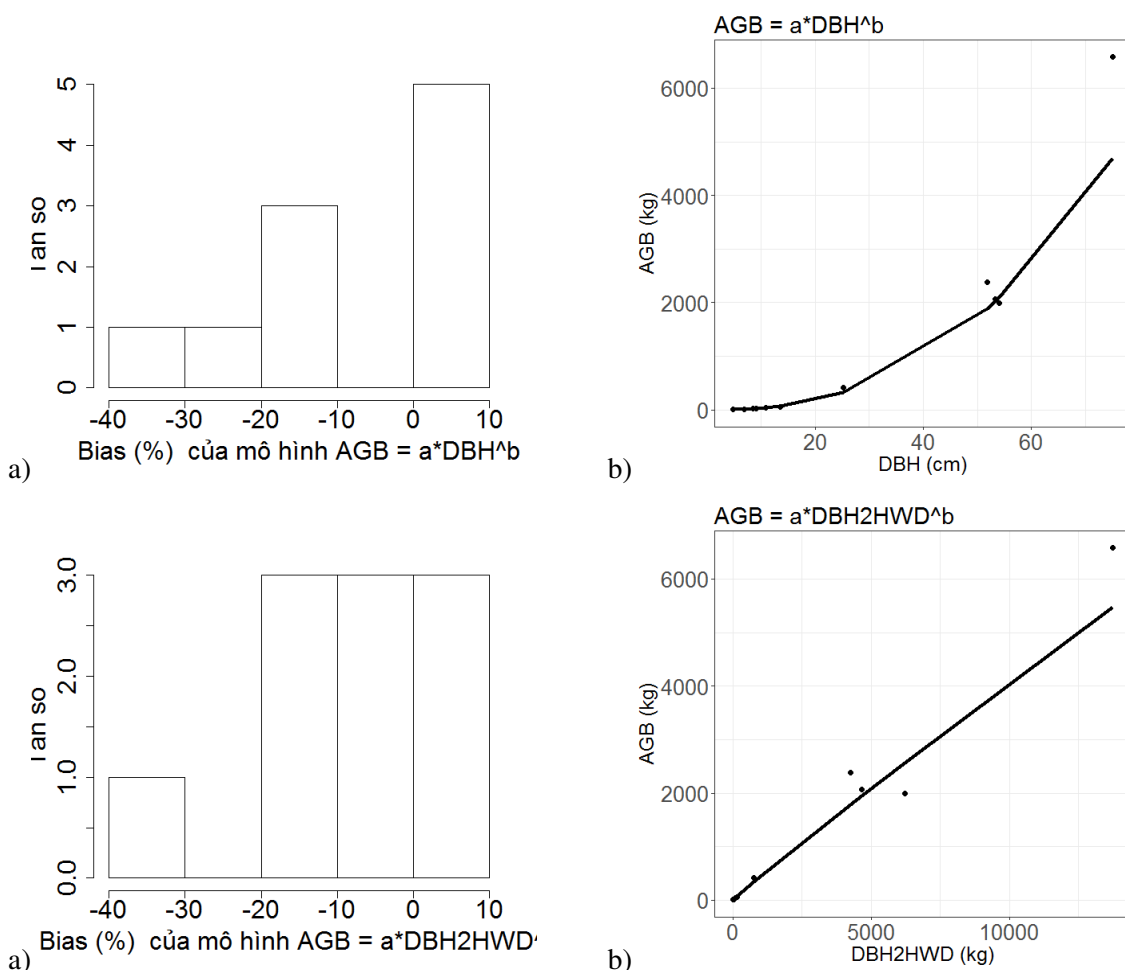 5
4
3
2
1
0
Tan so
-40 -30 -20 -10 0 10
Bias (%) của mô hình AGB = a*DBH^b
a)
AGB = a*DBH^b
6000
4000
2000
0
AGB (kg)
20 40 60
DBH (cm)
b)
3.0
2.0
1.0
0.0
Tan so
-40 -30 -20 -10 0 10
Bias (%) của mô hình AGB = a*DBH2HWD^
a)
AGB = a*DBH2HWD^b
6000
4000
2000
0
AGB (kg)
0 5000 10000
DBH2HWD (kg)
b)